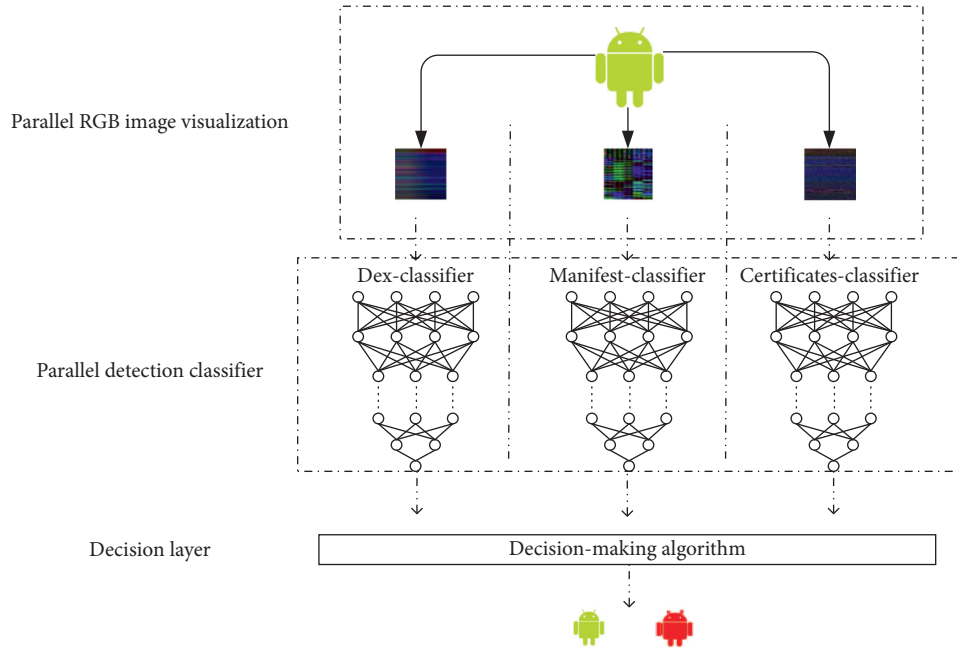 Parallel RGB image visualization
Dex-classifier
Manifest-classifier
Certificates-classifier
Parallel detection classifier
Decision layer
Decision-making algorithm